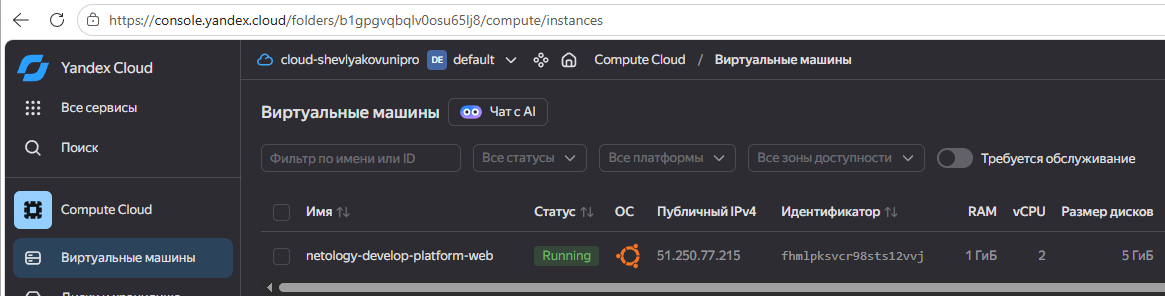 https://console.yandex.cloud/folders/b1gpgvqbqlv0osu65lj8/compute/instances
Yandex Cloud
cloud-shevlyakovunipro DE default Compute Cloud / Виртуальные машины
Все сервисы
Виртуальные машины Чат с AI
Поиск
Фильтр по имени или ID Все статусы Все платформы Все зоны доступности Требуется обслуживание
Compute Cloud
Имя Статус ОС Публичный IPv4 Идентификатор RAM vCPU Размер дисков
Виртуальные машины
netology-develop-platform-web Running 51.250.77.215 fhmlpksvcr98sts12vvj 1 ГиБ 2 5 ГиБ